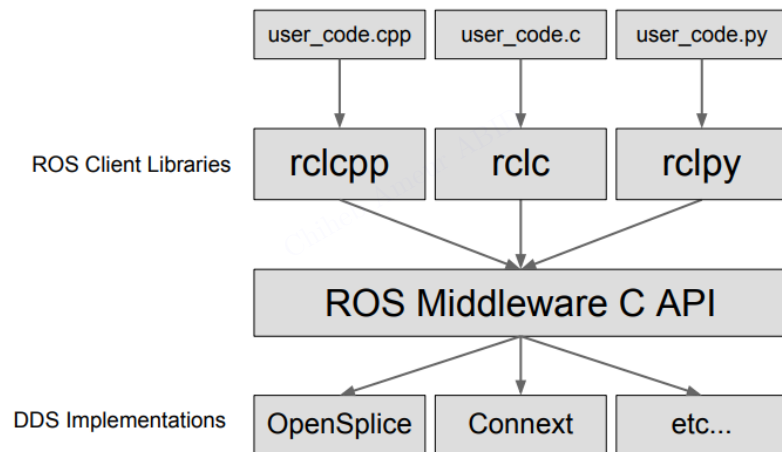 user_code.cpp user_code.c user_code.py
ROS Client Libraries rclcpp rclc rclpy
ROS Middleware C API
DDS Implementations OpenSplice Connext etc...